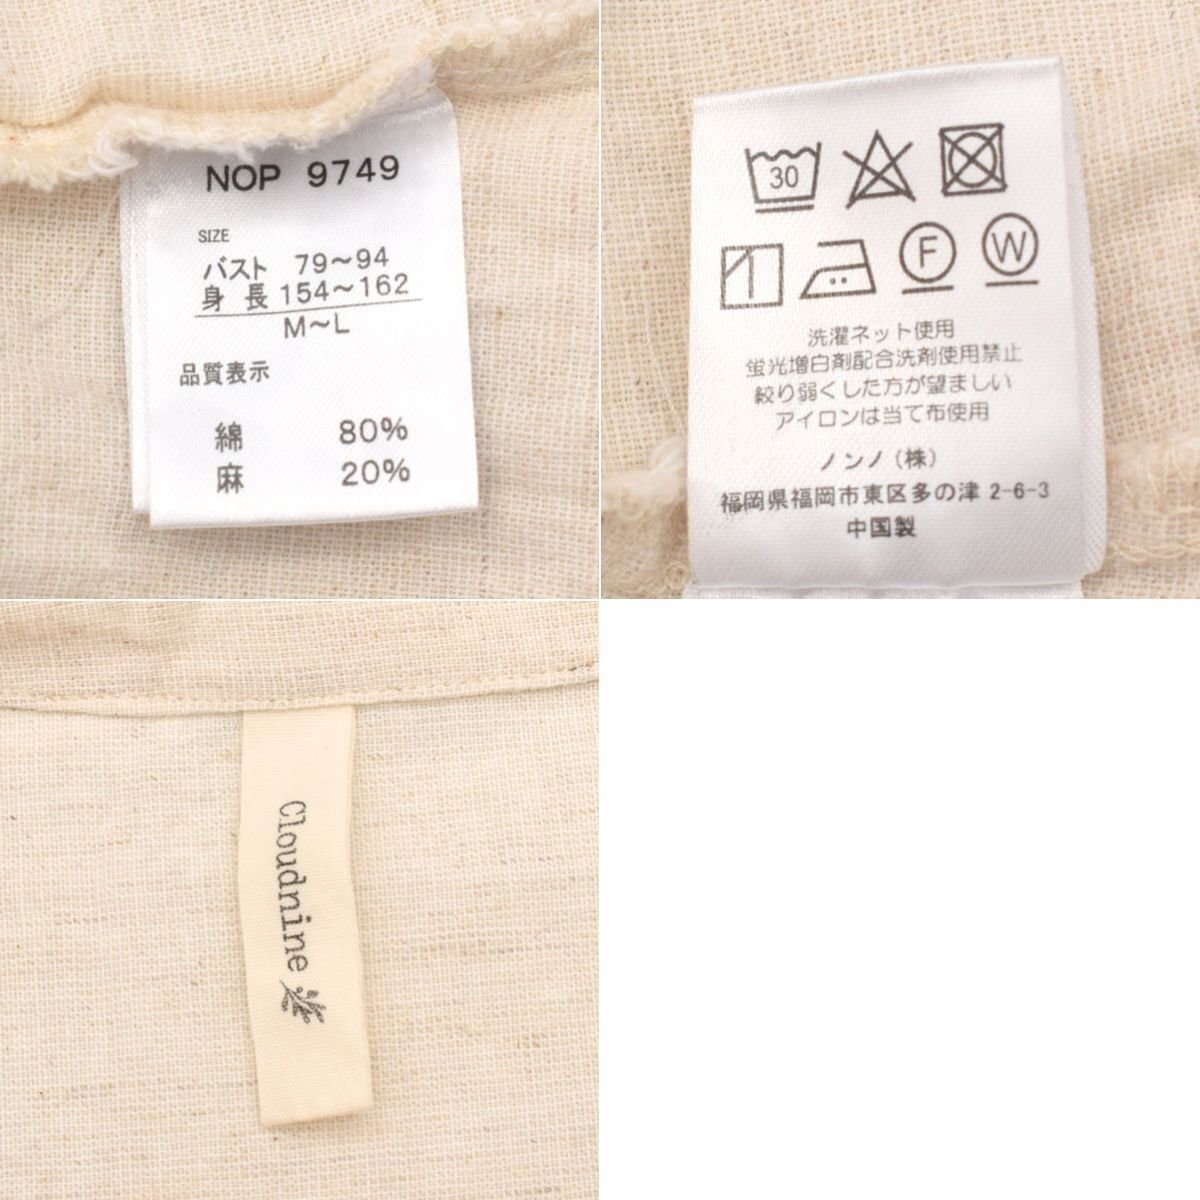 NOP 9749
SIZE
バスト 79～94
身 長 154～162
M～L
品質表示
綿 80%
麻 20%
30
F W
洗濯ネット使用
蛍光増白剤配合洗剤使用禁止
絞り弱くした方が望ましい
アイロンは当て布使用
ノンノ(株)
福岡県福岡市東区多の津 2-6-3
中国製
Cloudnine